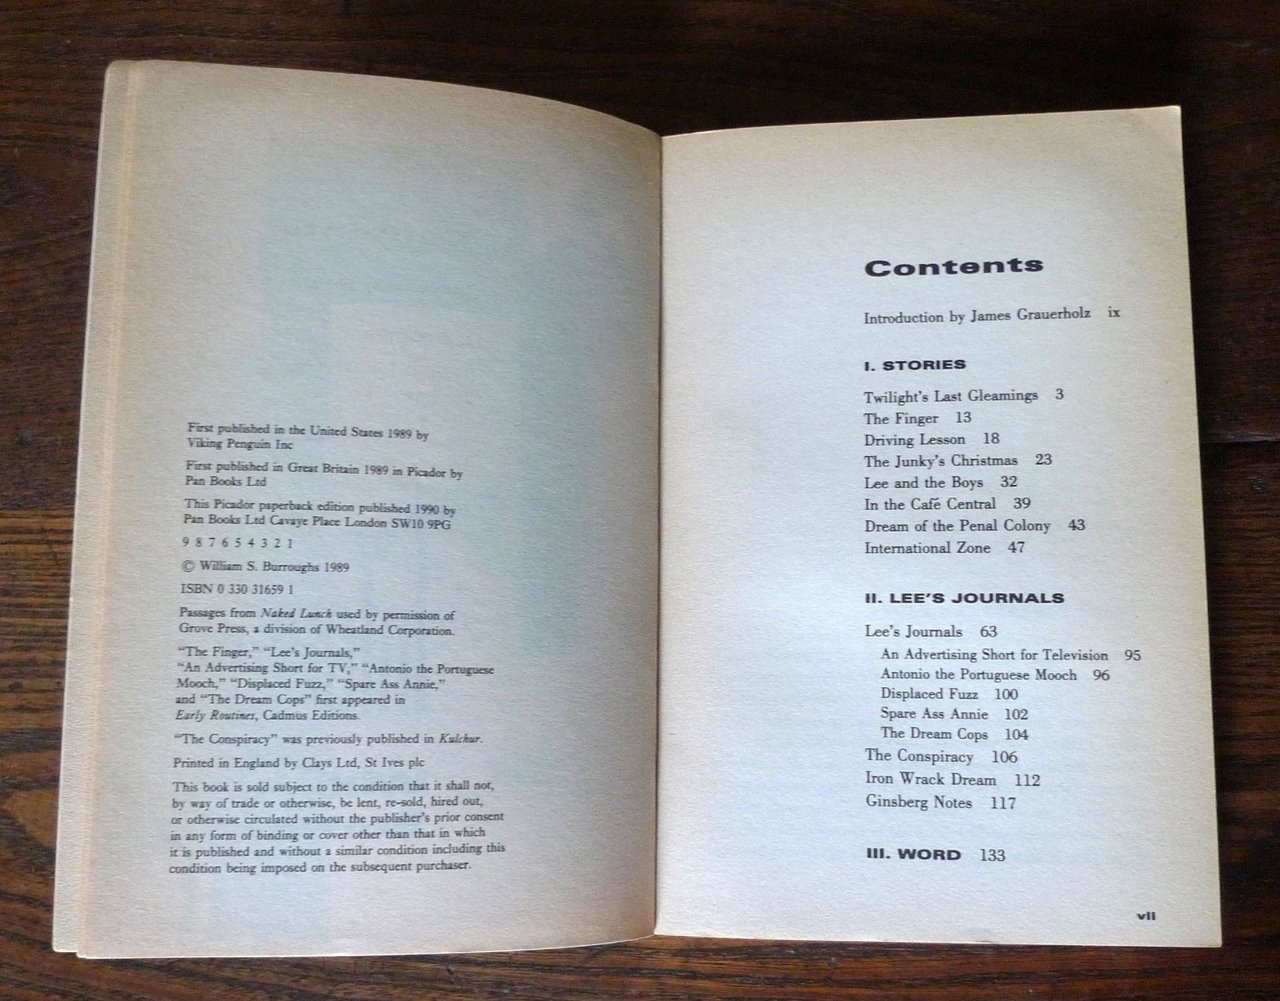 First published in the United States 1989 by
Viking Penguin Inc
First published in Great Britain 1989 in Picador by
Pan Books Ltd
This Picador paperback edition published 1990 by
Pan Books Ltd Cavaye Place London SW10 9PG
9 8 7 6 5 4 3 2 1
© William S. Burroughs 1989
ISBN 0 330 31659 1
Passages from Naked Lunch used by permission of
Grove Press, a division of Wheatland Corporation.
“The Finger,” “Lee’s Journals,”
“An Advertising Short for TV,” “Antonio the Portuguese
Mooch,” “Displaced Fuzz,” “Spare Ass Annie,”
and “The Dream Cops” first appeared in
Early Routines, Cadmus Editions.
“The Conspiracy” was previously published in Kulchur.
Printed in England by Clays Ltd, St Ives plc
This book is sold subject to the condition that it shall not,
by way of trade or otherwise, be lent, re-sold, hired out,
or otherwise circulated without the publisher’s prior consent
in any form of binding or cover other than that in which
it is published and without a similar condition including this
condition being imposed on the subsequent purchaser.
Contents
Introduction by James Grauerholz ix
I. STORIES
Twilight’s Last Gleamings 3
The Finger 13
Driving Lesson 18
The Junky’s Christmas 23
Lee and the Boys 32
In the Café Central 39
Dream of the Penal Colony 43
International Zone 47
II. LEE’S JOURNALS
Lee’s Journals 63
An Advertising Short for Television 95
Antonio the Portuguese Mooch 96
Displaced Fuzz 100
Spare Ass Annie 102
The Dream Cops 104
The Conspiracy 106
Iron Wrack Dream 112
Ginsberg Notes 117
III. WORD 133
vii